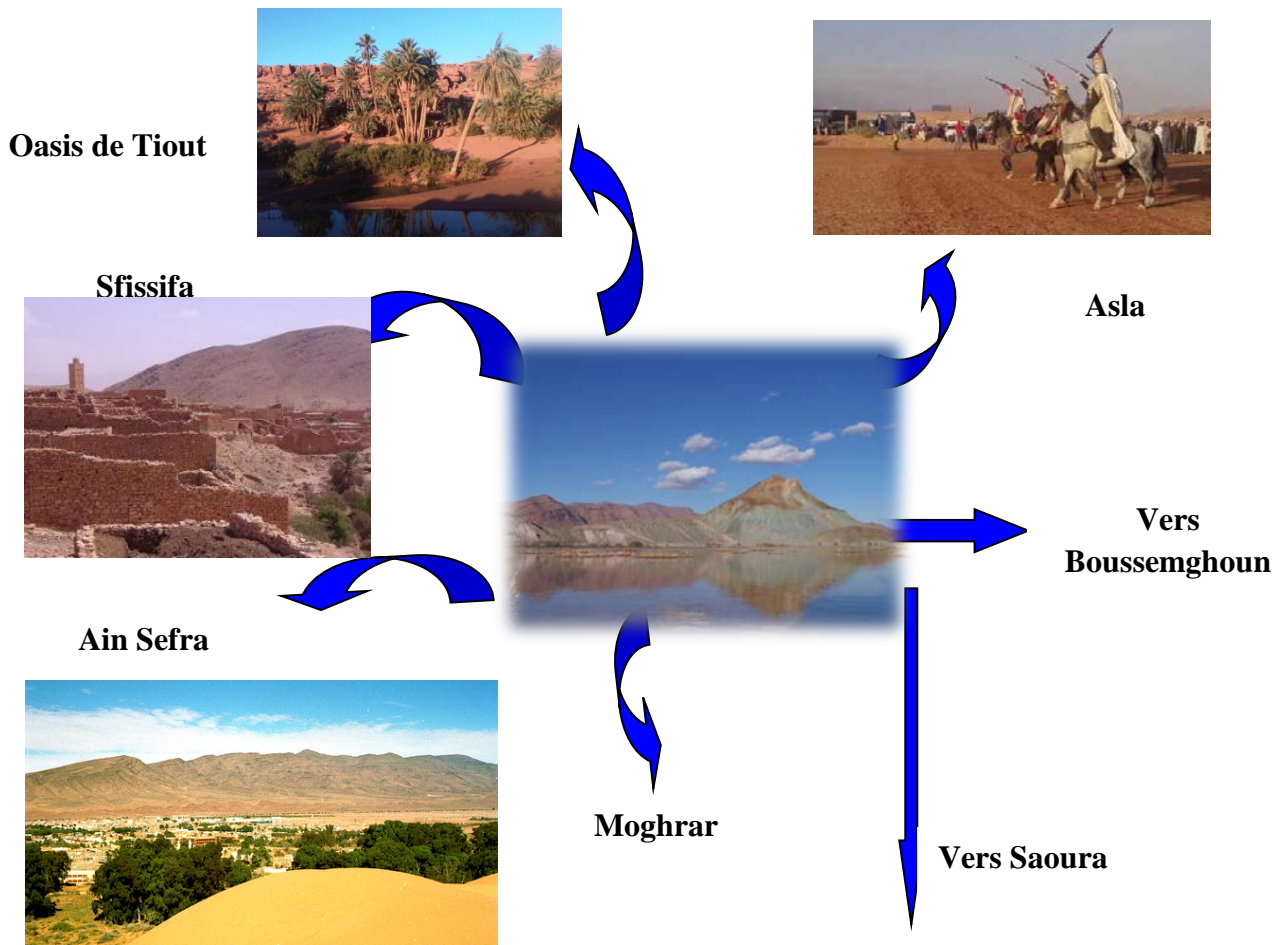 Oasis de Tiout
Sfissifa
Asla
Vers
Boussemghoun
Ain Sefra
Moghrar
Vers Saoura